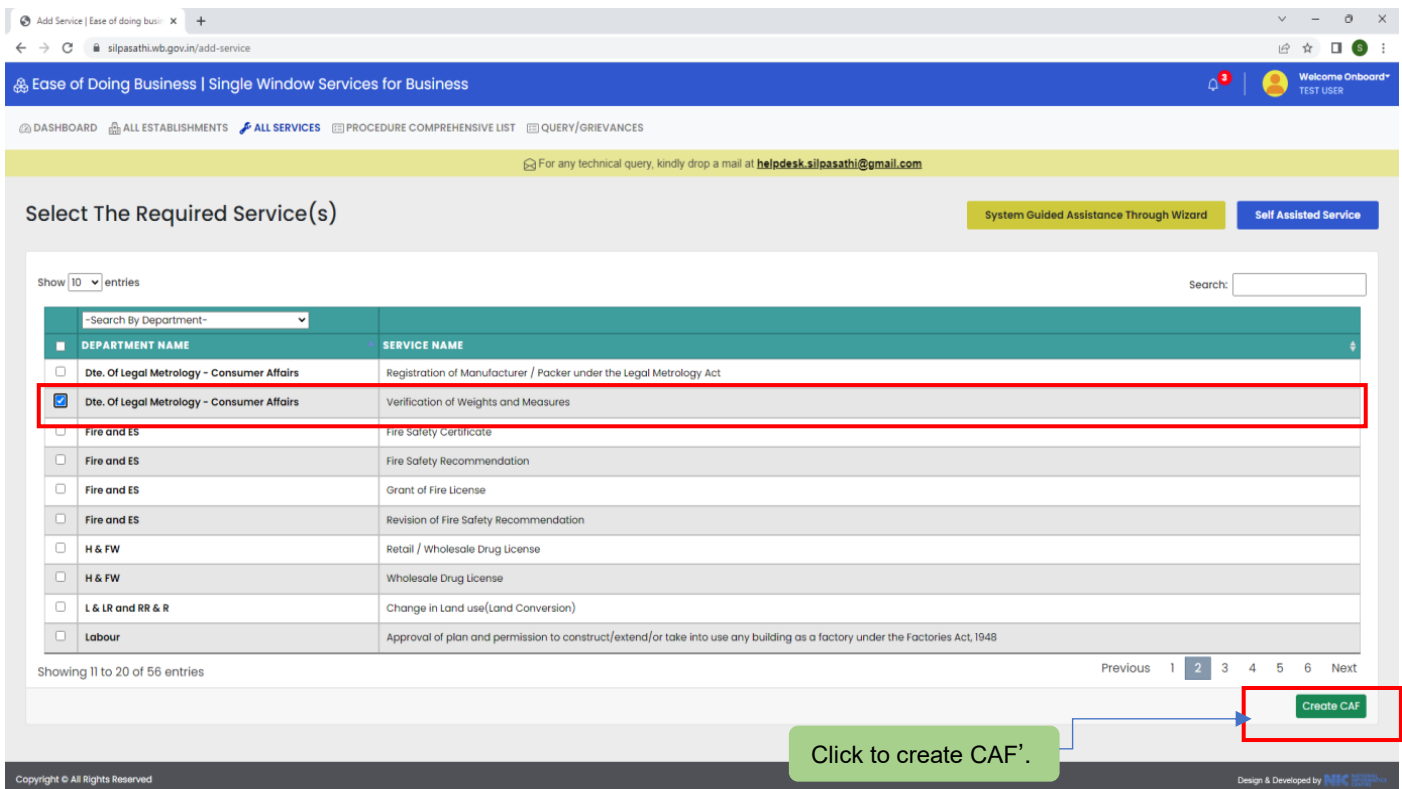 Add Service | Ease of doing busin
silpasathi.wb.gov.in/add-service
S
Ease of Doing Business | Single Window Services for Business
3
Welcome Onboard
TEST USER
DASHBOARD ALL ESTABLISHMENTS ALL SERVICES PROCEDURE COMPREHENSIVE LIST QUERY/GRIEVANCES
For any technical query, kindly drop a mail at helpdesk.silpasathi@gmail.com
Select The Required Service(s)
System Guided Assistance Through Wizard
Self Assisted Service
Show 10 entries
Search:
-Search By Department-
DEPARTMENT NAME SERVICE NAME
Dte. Of Legal Metrology - Consumer Affairs Registration of Manufacturer / Packer under the Legal Metrology Act
Dte. Of Legal Metrology - Consumer Affairs Verification of Weights and Measures
Fire and ES Fire Safety Certificate
Fire and ES Fire Safety Recommendation
Fire and ES Grant of Fire License
Fire and ES Revision of Fire Safety Recommendation
H & FW Retail / Wholesale Drug License
H & FW Wholesale Drug License
L & LR and RR & R Change in Land use(Land Conversion)
Labour Approval of plan and permission to construct/extend/or take into use any building as a factory under the Factories Act, 1948
Showing 11 to 20 of 56 entries
Previous 1 2 3 4 5 6 Next
Create CAF
Click to create CAF’.
Copyright © All Rights Reserved
Design & Developed by NIC